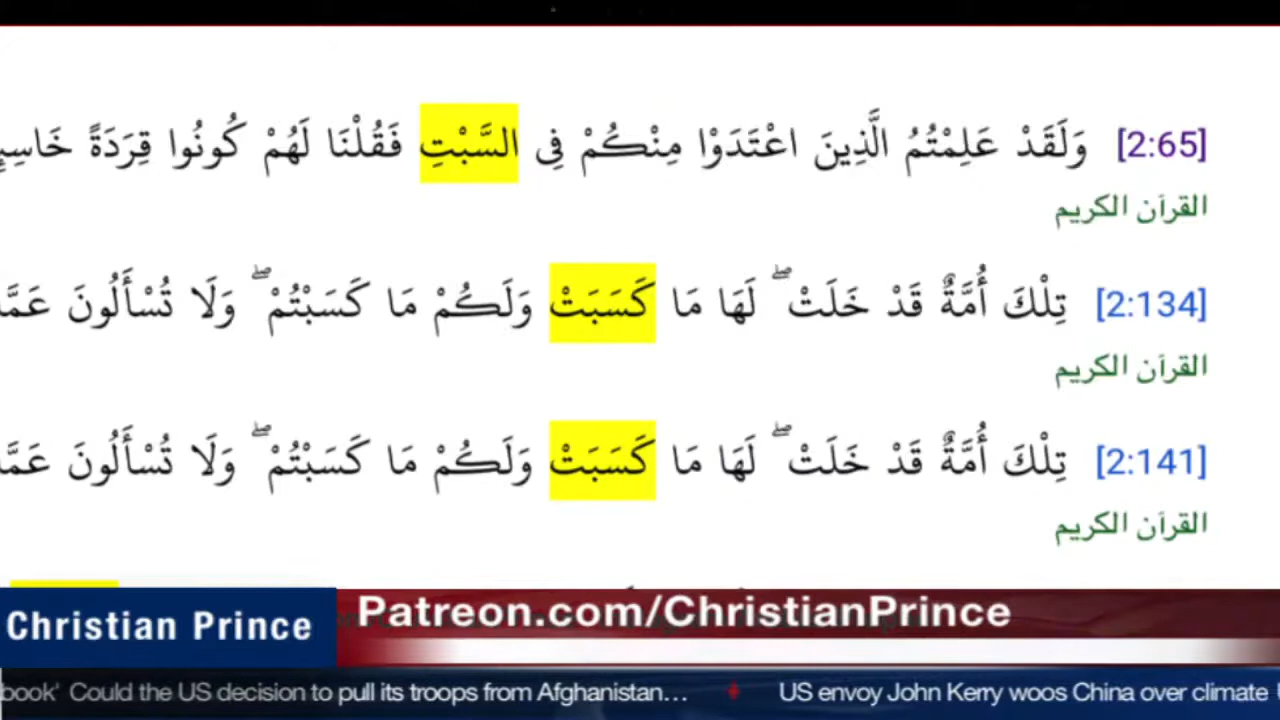 [2:65] وَلَقَدْ عَلِمْتُمُ الَّذِينَ اعْتَدَوْا مِنْكُمْ فِى السَّبْتِ فَقُلْنَا لَهُمْ كُونُوا قِرَدَةً
القرآن الكريم
[2:134] تِلْكَ أُمَّةٌ قَدْ خَلَتْ ۖ لَهَا مَا كَسَبَتْ وَلَكُمْ مَا كَسَبْتُمْ ۖ وَلَا تُسْأَلُونَ عَمَّا
القرآن الكريم
[2:141] تِلْكَ أُمَّةٌ قَدْ خَلَتْ ۖ لَهَا مَا كَسَبَتْ وَلَكُمْ مَا كَسَبْتُمْ ۖ وَلَا تُسْأَلُونَ عَمَّا
القرآن الكريم
Christian Prince Patreon.com/ChristianPrince
book' Could the US decision to pull its troops from Afghanistan... US envoy John Kerry woos China over climate